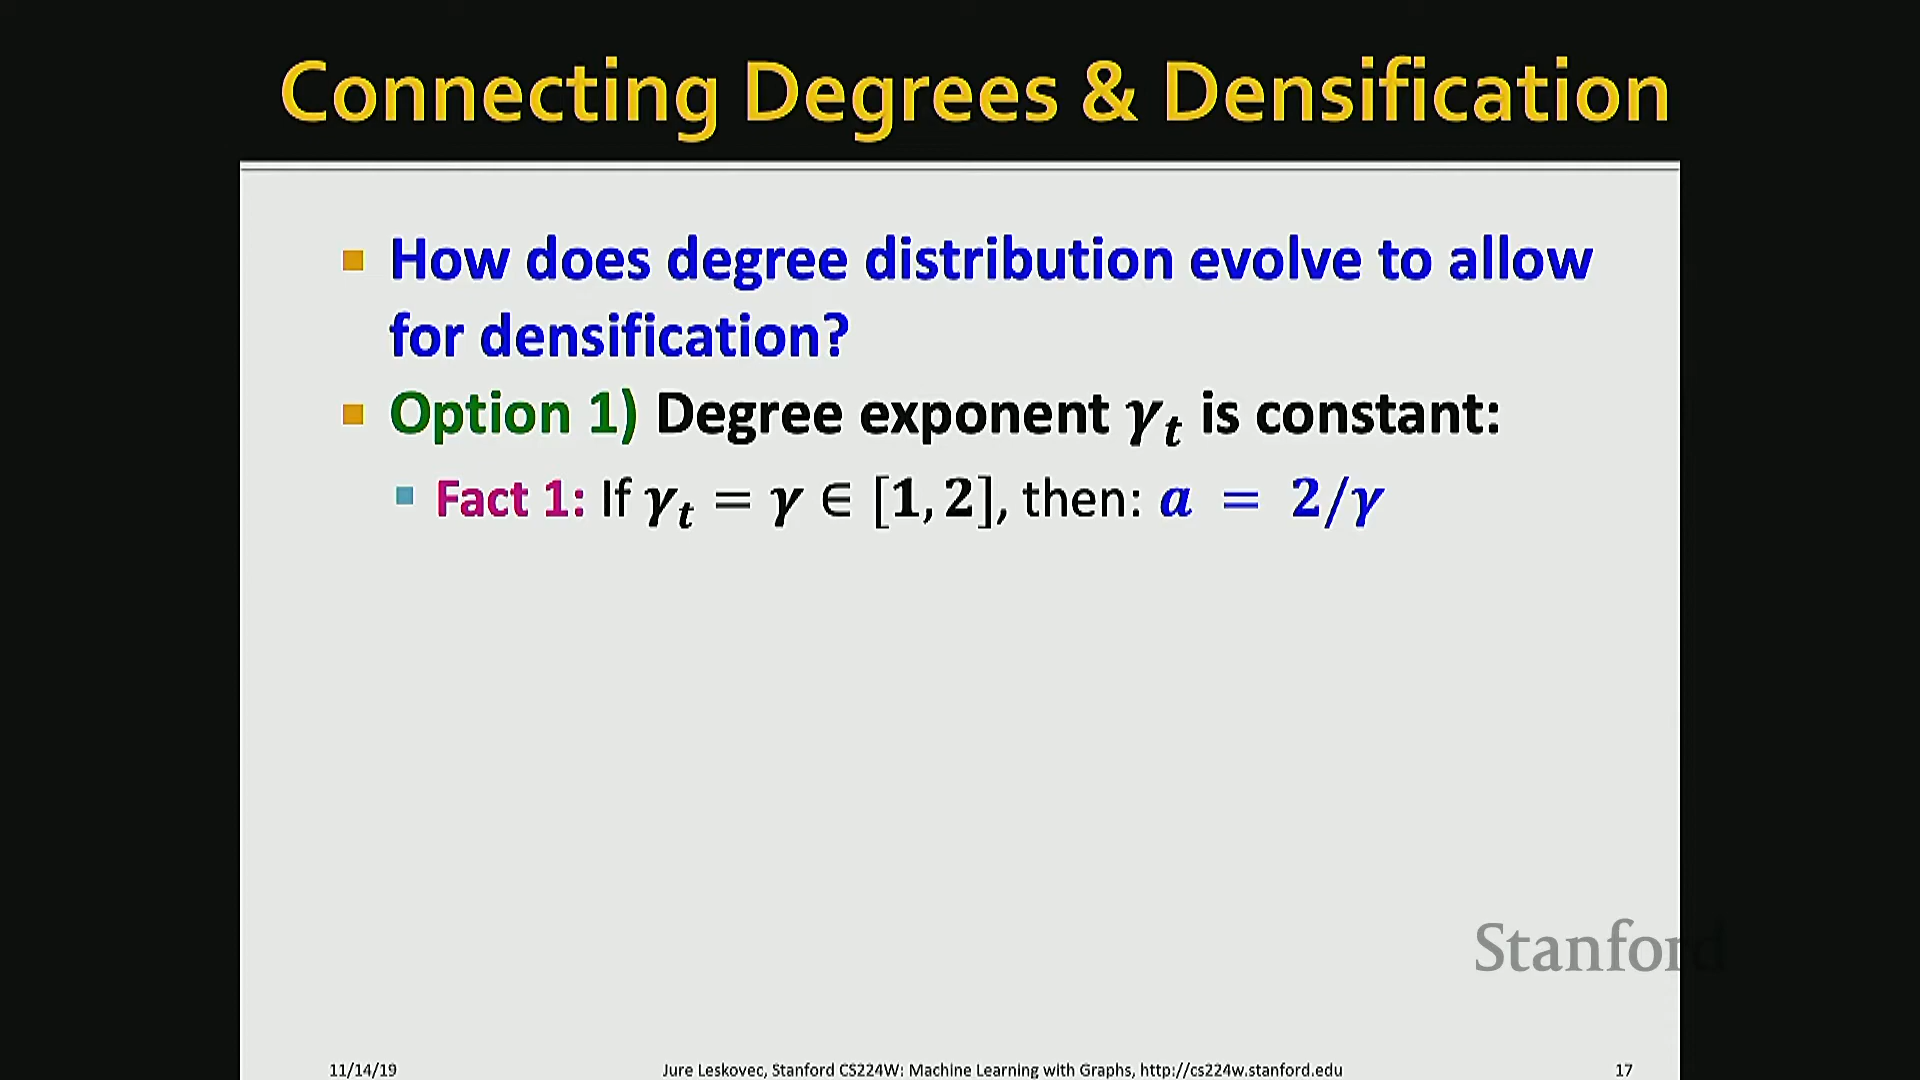 Connecting Degrees & Densification
How does degree distribution evolve to allow
for densification?
Option 1) Degree exponent γₜ is constant:
Fact 1: If γₜ = γ ∈ [1, 2], then: a = 2/γ
Stanford
11/14/19 Jure Leskovec, Stanford CS224W: Machine Learning with Graphs, http://cs224w.stanford.edu 17